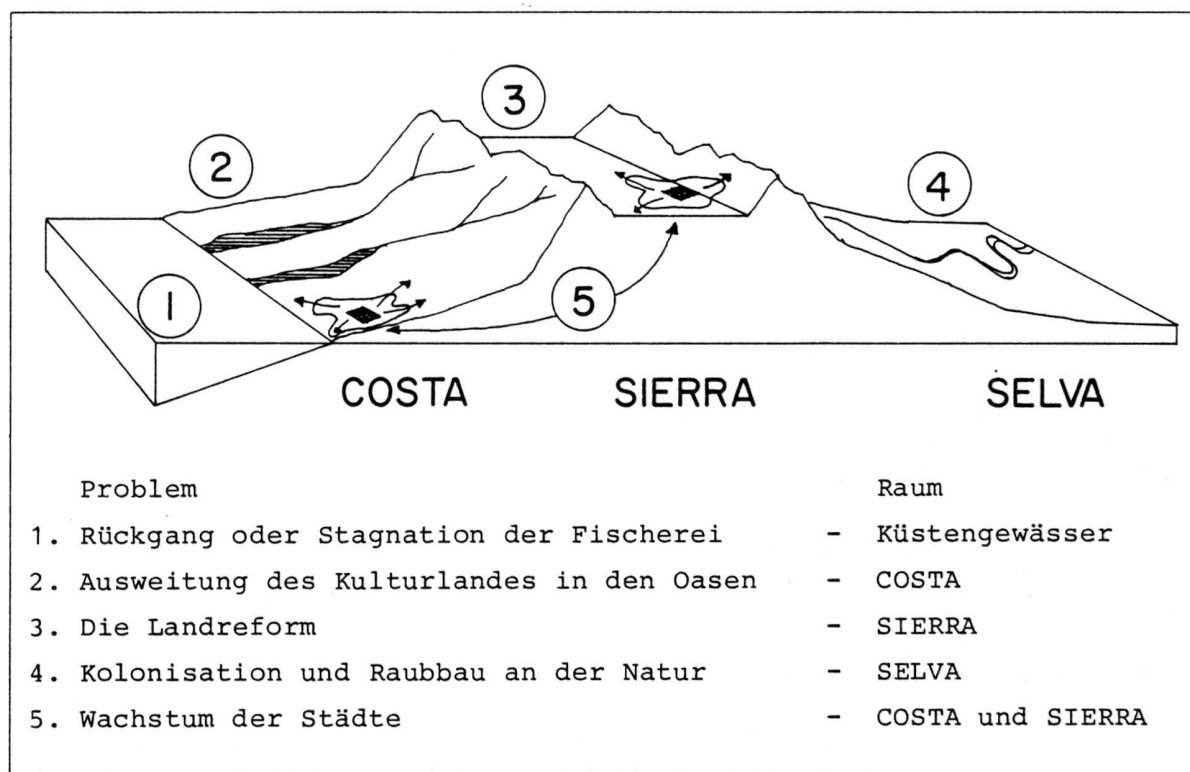 3
2
4
1
5
COSTA SIERRA SELVA
Problem Raum
1. Rückgang oder Stagnation der Fischerei - Küstengewässer
2. Ausweitung des Kulturlandes in den Oasen - COSTA
3. Die Landreform - SIERRA
4. Kolonisation und Raubbau an der Natur - SELVA
5. Wachstum der Städte - COSTA und SIERRA